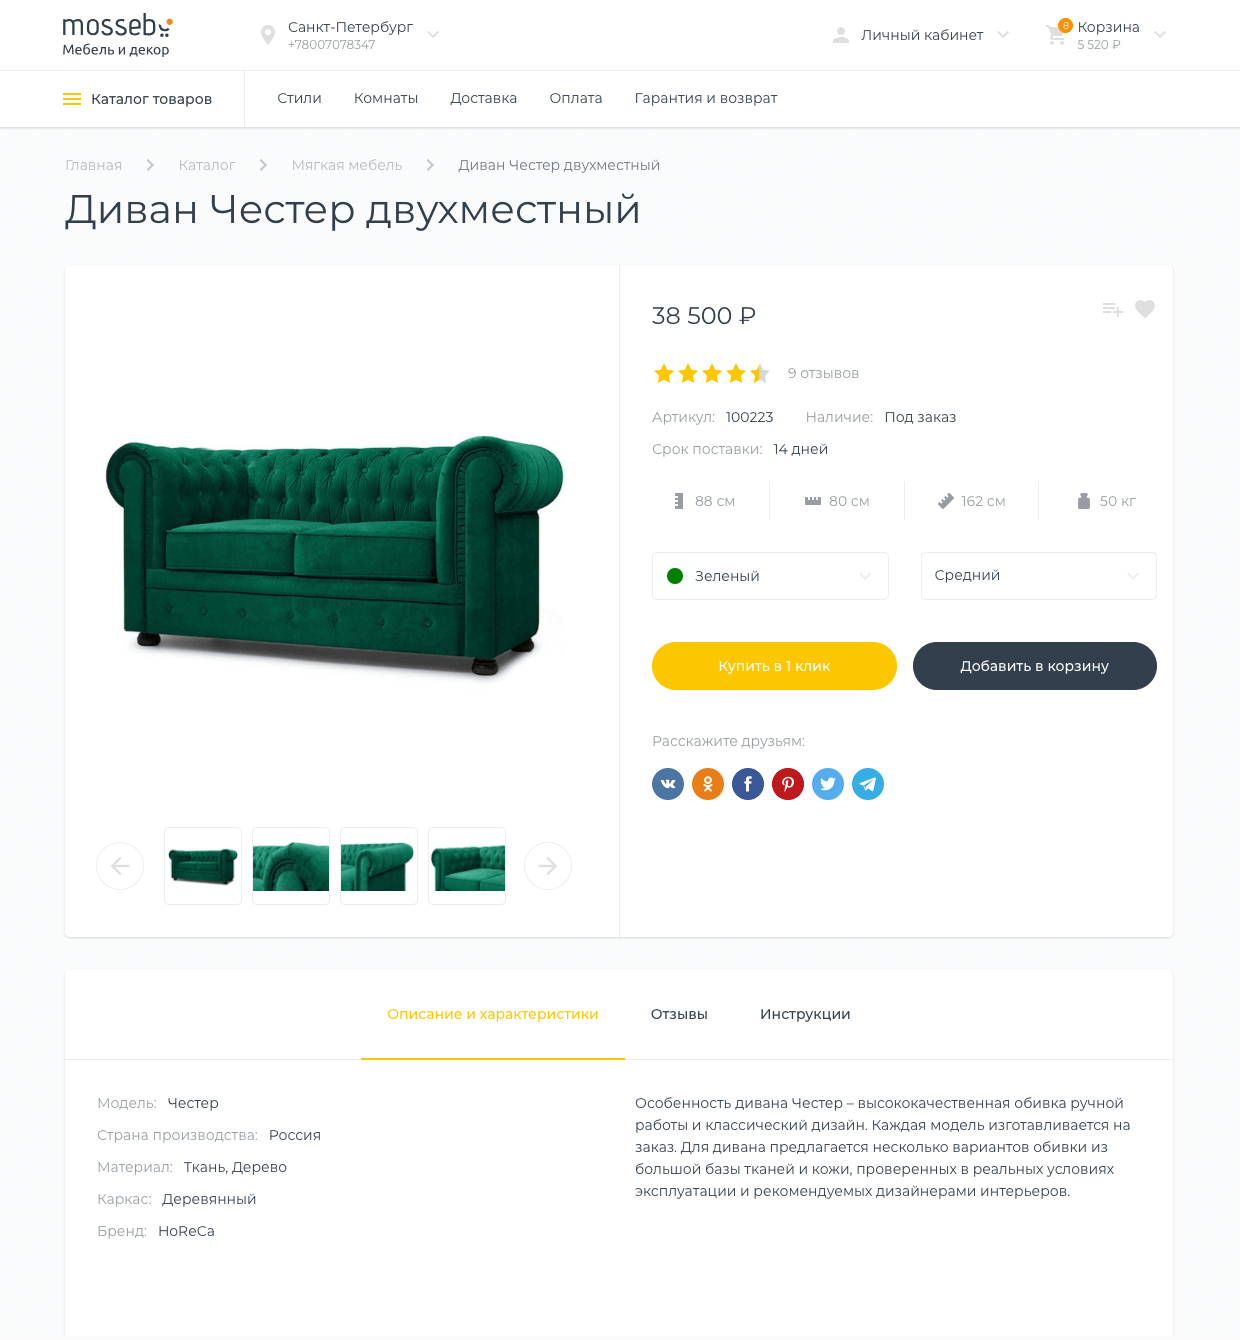 mosseby
Мебель и декор
Санкт-Петербург
+78007078347
Личный кабинет
8
Корзина
5 520 ₽
Каталог товаров
Стили
Комнаты
Доставка
Оплата
Гарантия и возврат
Главная
Каталог
Мягкая мебель
Диван Честер двухместный
Диван Честер двухместный
38 500 ₽
9 отзывов
Артикул: 100223
Наличие: Под заказ
Срок поставки: 14 дней
88 см
80 см
162 см
50 кг
Зеленый
Средний
Купить в 1 клик
Добавить в корзину
Расскажите друзьям:
Описание и характеристики
Отзывы
Инструкции
Модель: Честер
Страна производства: Россия
Материал: Ткань, Дерево
Каркас: Деревянный
Бренд: HoReCa
Особенность дивана Честер – высококачественная обивка ручной
работы и классический дизайн. Каждая модель изготавливается на
заказ. Для дивана предлагается несколько вариантов обивки из
большой базы тканей и кожи, проверенных в реальных условиях
эксплуатации и рекомендуемых дизайнерами интерьеров.